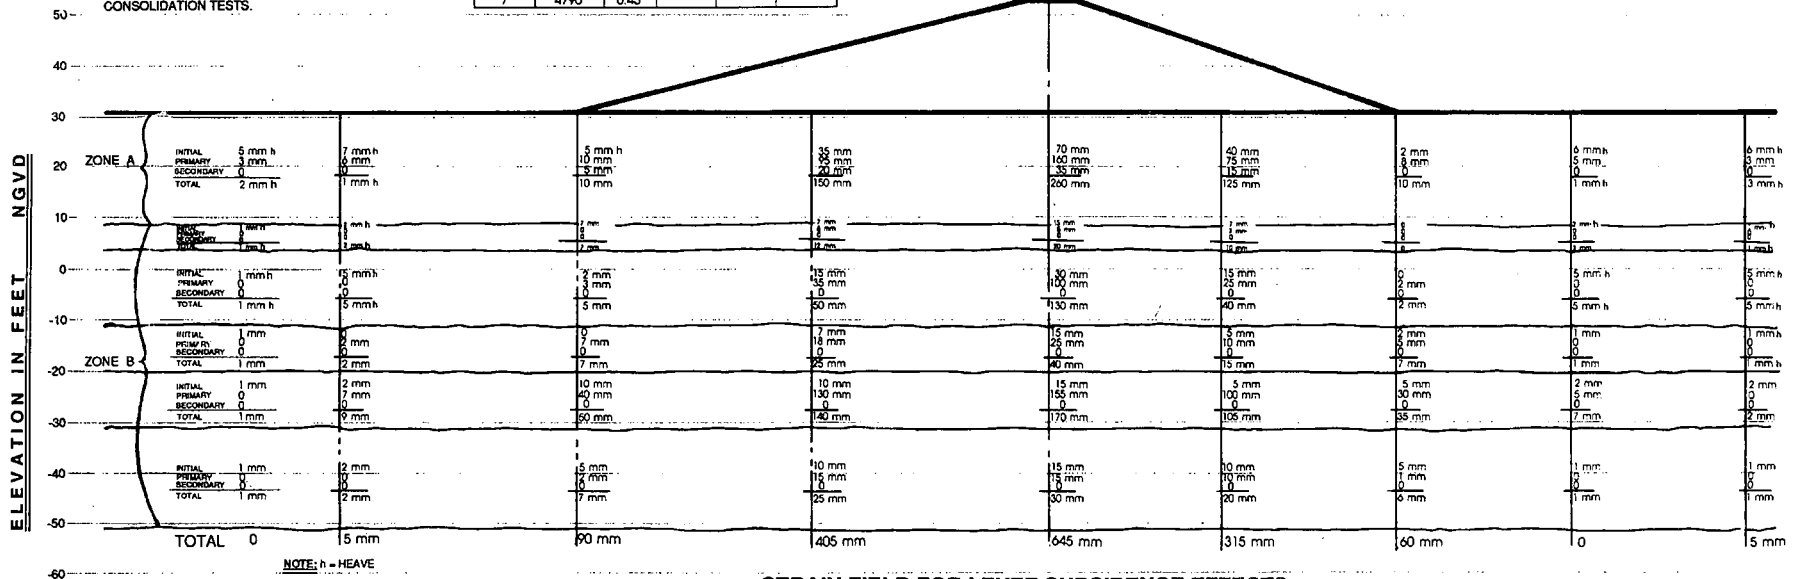 CONSOLIDATION TESTS.
7 4790 0.45
50
40
30
20
10
0
-10
-20
-30
-40
-50
-60
ELEVATION IN FEET NGVD
ZONE A
ZONE B
INITIAL 5 mm h 7 mm h 5 mm h 35 mm 70 mm 40 mm 2 mm 6 mm h 6 mm h
PRIMARY 3 mm 6 mm 10 mm 95 mm 160 mm 75 mm 8 mm 5 mm 3 mm
SECONDARY 0 0 5 mm 20 mm 35 mm 15 mm 0 0 0
TOTAL 2 mm h 1 mm h 10 mm 150 mm 260 mm 125 mm 10 mm 1 mm h 3 mm h
INITIAL 1 mm h
PRIMARY
SECONDARY
TOTAL 1 mm h
INITIAL 1 mm h 5 mm h 2 mm 15 mm 30 mm 15 mm 0 5 mm h 5 mm h
PRIMARY 0 0 3 mm 35 mm 100 mm 25 mm 2 mm 0 0
SECONDARY 0 0 0 0 0 0 0 0 0
TOTAL 1 mm h 5 mm h 5 mm 50 mm 130 mm 40 mm 2 mm 5 mm h 5 mm h
INITIAL 1 mm 0 0 7 mm 15 mm 5 mm 2 mm 1 mm h 1 mm h
PRIMARY 0 2 mm 7 mm 18 mm 25 mm 10 mm 5 mm 0 0
SECONDARY 0 0 0 0 0 0 0 0 0
TOTAL 1 mm 2 mm 7 mm 25 mm 40 mm 15 mm 7 mm 1 mm 1 mm h
INITIAL 1 mm 2 mm 10 mm 10 mm 15 mm 5 mm 5 mm 2 mm 2 mm
PRIMARY 0 7 mm 40 mm 130 mm 155 mm 100 mm 30 mm 5 mm 0
SECONDARY 0 0 0 0 0 0 0 0 0
TOTAL 1 mm 9 mm 50 mm 140 mm 170 mm 105 mm 35 mm 7 mm 2 mm
INITIAL 1 mm 2 mm 5 mm 10 mm 15 mm 10 mm 5 mm 1 mm 1 mm
PRIMARY 0 0 2 mm 15 mm 15 mm 10 mm 1 mm 0 0
SECONDARY 0 0 0 0 0 0 0 0 0
TOTAL 1 mm 2 mm 7 mm 25 mm 30 mm 20 mm 6 mm 1 mm 1 mm
TOTAL 0 5 mm 90 mm 405 mm 645 mm 315 mm 60 mm 0 5 mm
NOTE: h = HEAVE
STRAIN FIELD FOR LEVEE SUBSIDENCE EFFECTS